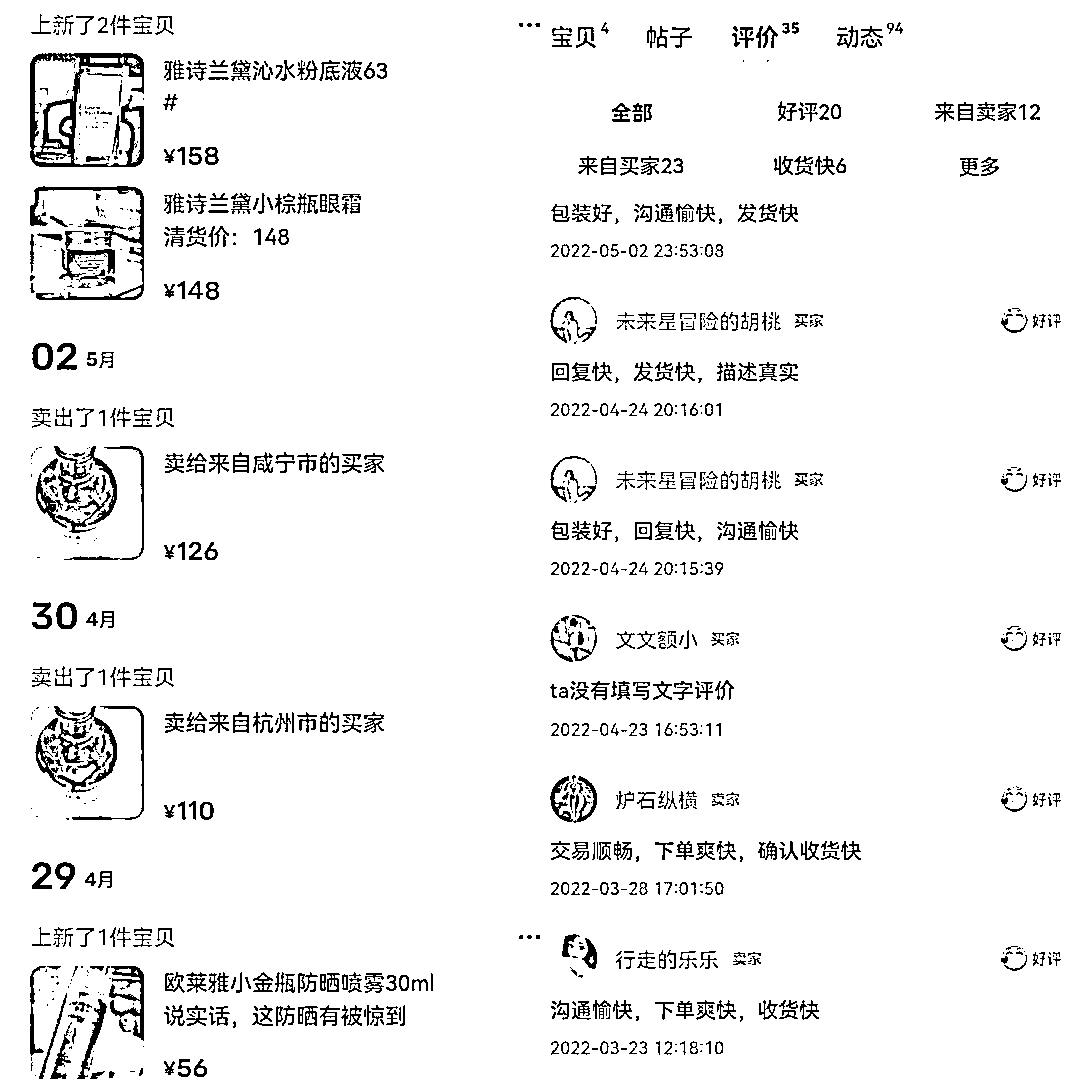 上新了2件宝贝
雅诗兰黛沁水粉底液63
#
¥158
雅诗兰黛小棕瓶眼霜
清货价：148
¥148
02 5月
卖出了1件宝贝
卖给来自咸宁市的买家
¥126
30 4月
卖出了1件宝贝
卖给来自杭州市的买家
¥110
29 4月
上新了1件宝贝
欧莱雅小金瓶防晒喷雾30ml
说实话，这防晒有被惊到
¥56
宝贝4 帖子 评价35 动态94
全部 好评20 来自卖家12
来自买家23 收货快6 更多
包装好，沟通愉快，发货快
2022-05-02 23:53:08
未来星冒险的胡桃 买家 好评
回复快，发货快，描述真实
2022-04-24 20:16:01
未来星冒险的胡桃 买家 好评
包装好，回复快，沟通愉快
2022-04-24 20:15:39
文文额小 买家 好评
ta没有填写文字评价
2022-04-23 16:53:11
炉石纵横 卖家 好评
交易顺畅，下单爽快，确认收货快
2022-03-28 17:01:50
行走的乐乐 卖家 好评
沟通愉快，下单爽快，收货快
2022-03-23 12:18:10